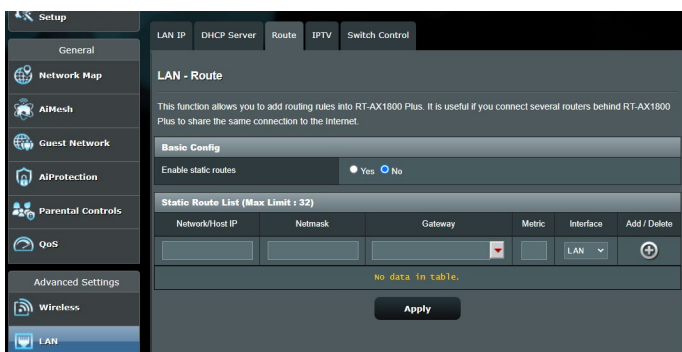 Setup
General
Network Map
AiMesh
Guest Network
AiProtection
Parental Controls
QoS
Advanced Settings
Wireless
LAN
LAN IP DHCP Server Route IPTV Switch Control
LAN - Route
This function allows you to add routing rules into RT-AX1800 Plus. It is useful if you connect several routers behind RT-AX1800
Plus to share the same connection to the Internet.
Basic Config
Enable static routes Yes No
Static Route List (Max Limit : 32)
Network/Host IP Netmask Gateway Metric Interface Add / Delete
LAN
No data in table.
Apply